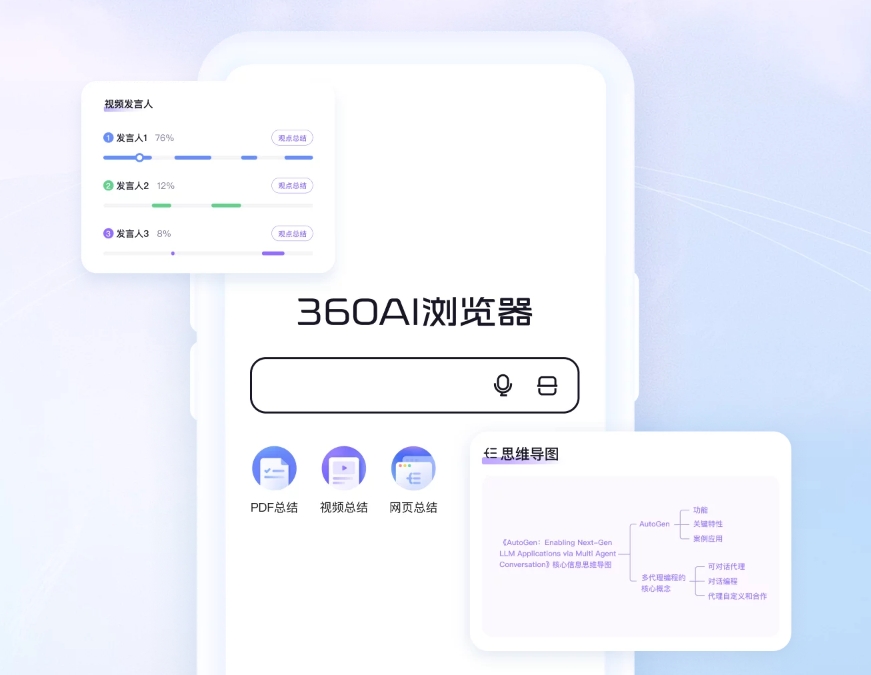 视频发言人
1 发言人1 76% 观点总结
2 发言人2 12% 观点总结
3 发言人3 8% 观点总结
360AI浏览器
PDF总结 视频总结 网页总结
思维导图
《AutoGen：Enabling Next-Gen
LLM Applications via Multi Agent
Conversation》核心信息思维导图
AutoGen
功能
关键特性
案例应用
多代理编程的
核心概念
可对话代理
对话编程
代理自定义和合作